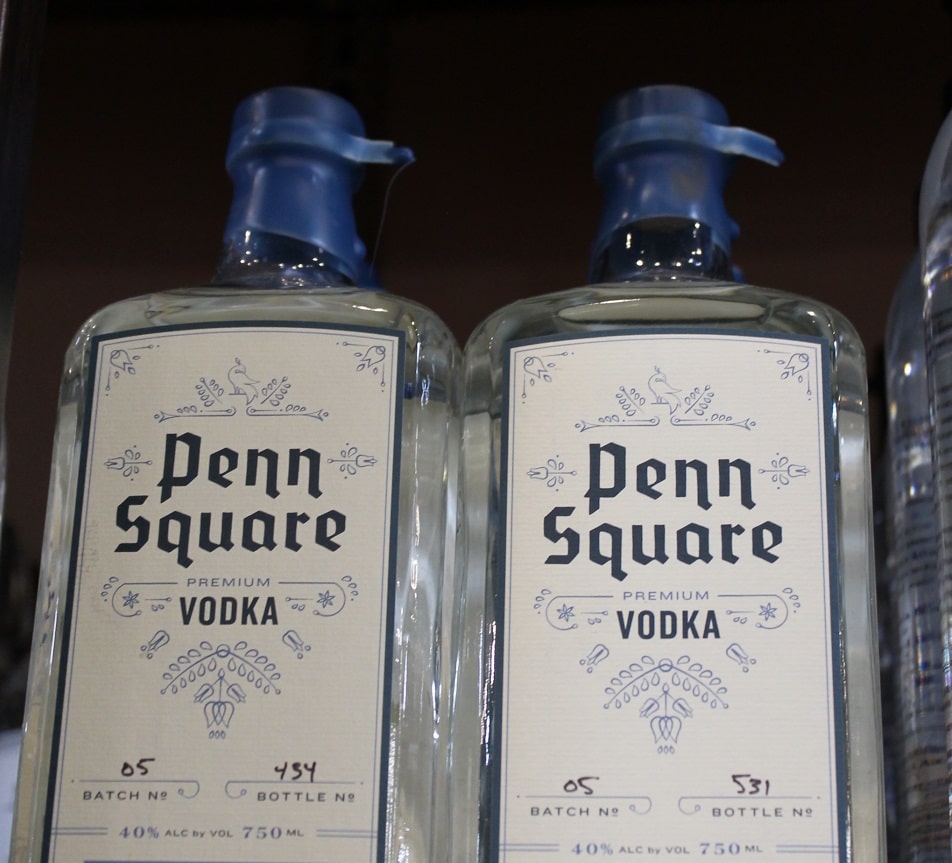 Penn
Square
PREMIUM
VODKA
05 434
BATCH Nº BOTTLE Nº
40% ALC by VOL 750 ML
Penn
Square
PREMIUM
VODKA
05 531
BATCH Nº BOTTLE Nº
40% ALC by VOL 750 ML